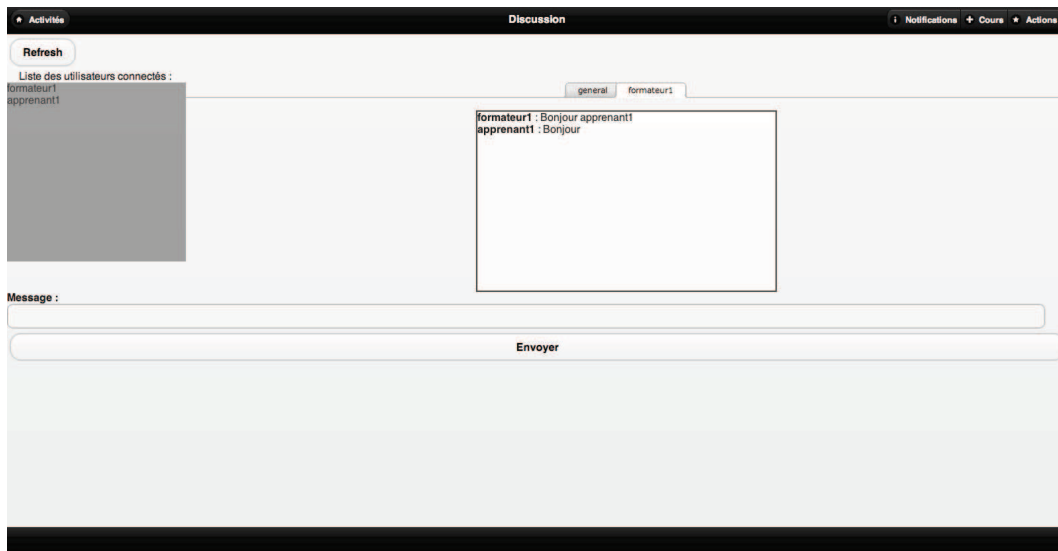 Activités
Discussion
Notifications
Cours
Actions
Refresh
Liste des utilisateurs connectés :
formateur1
apprenant1
general
formateur1
formateur1 : Bonjour apprenant1
apprenant1 : Bonjour
Message :
Envoyer